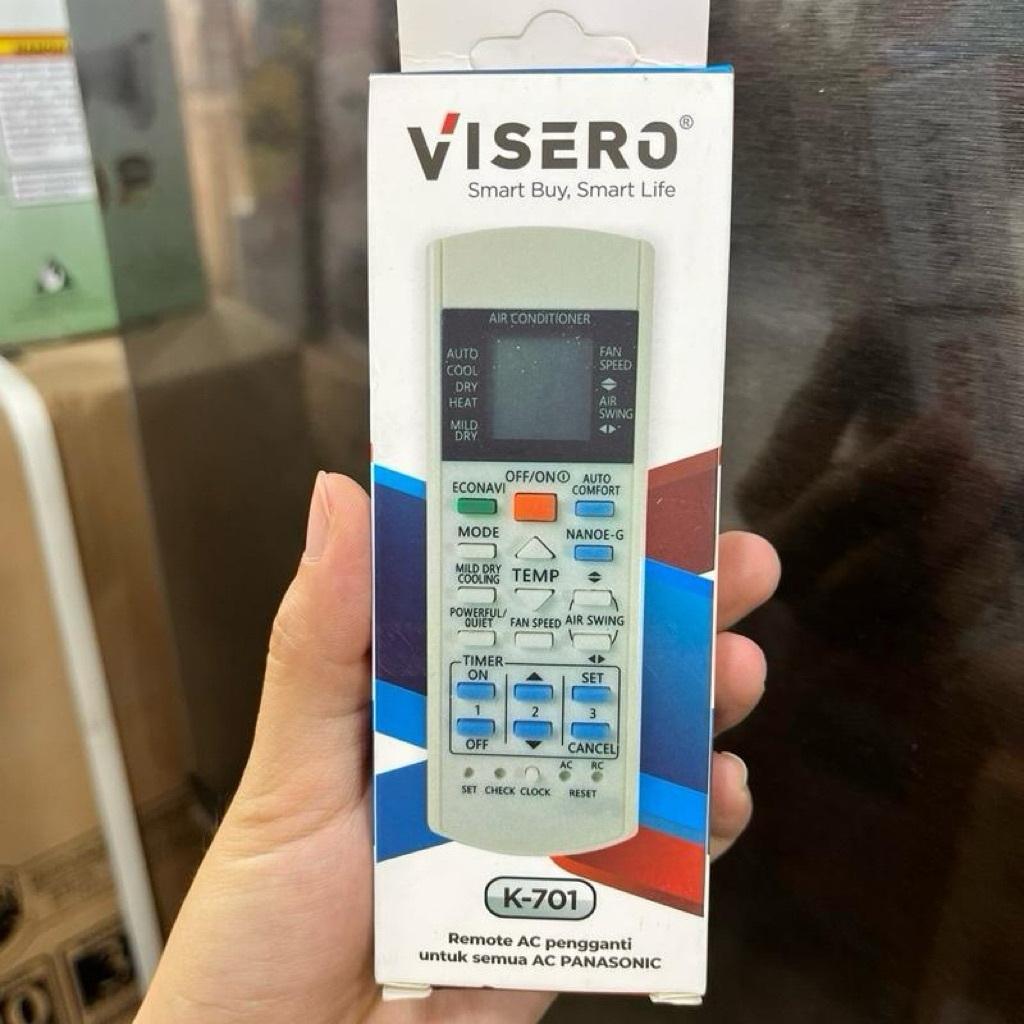 VISERO®
Smart Buy, Smart Life
AIR CONDITIONER
AUTO
COOL
DRY
HEAT
MILD
DRY
FAN
SPEED
AIR
SWING
OFF/ON
ECONAVI
AUTO
COMFORT
MODE
NANOE-G
MILD DRY
COOLING
TEMP
POWERFUL/
QUIET
FAN SPEED
AIR SWING
TIMER
ON
SET
1
2
3
OFF
CANCEL
AC
RC
SET
CHECK
CLOCK
RESET
K-701
Remote AC pengganti
untuk semua AC PANASONIC